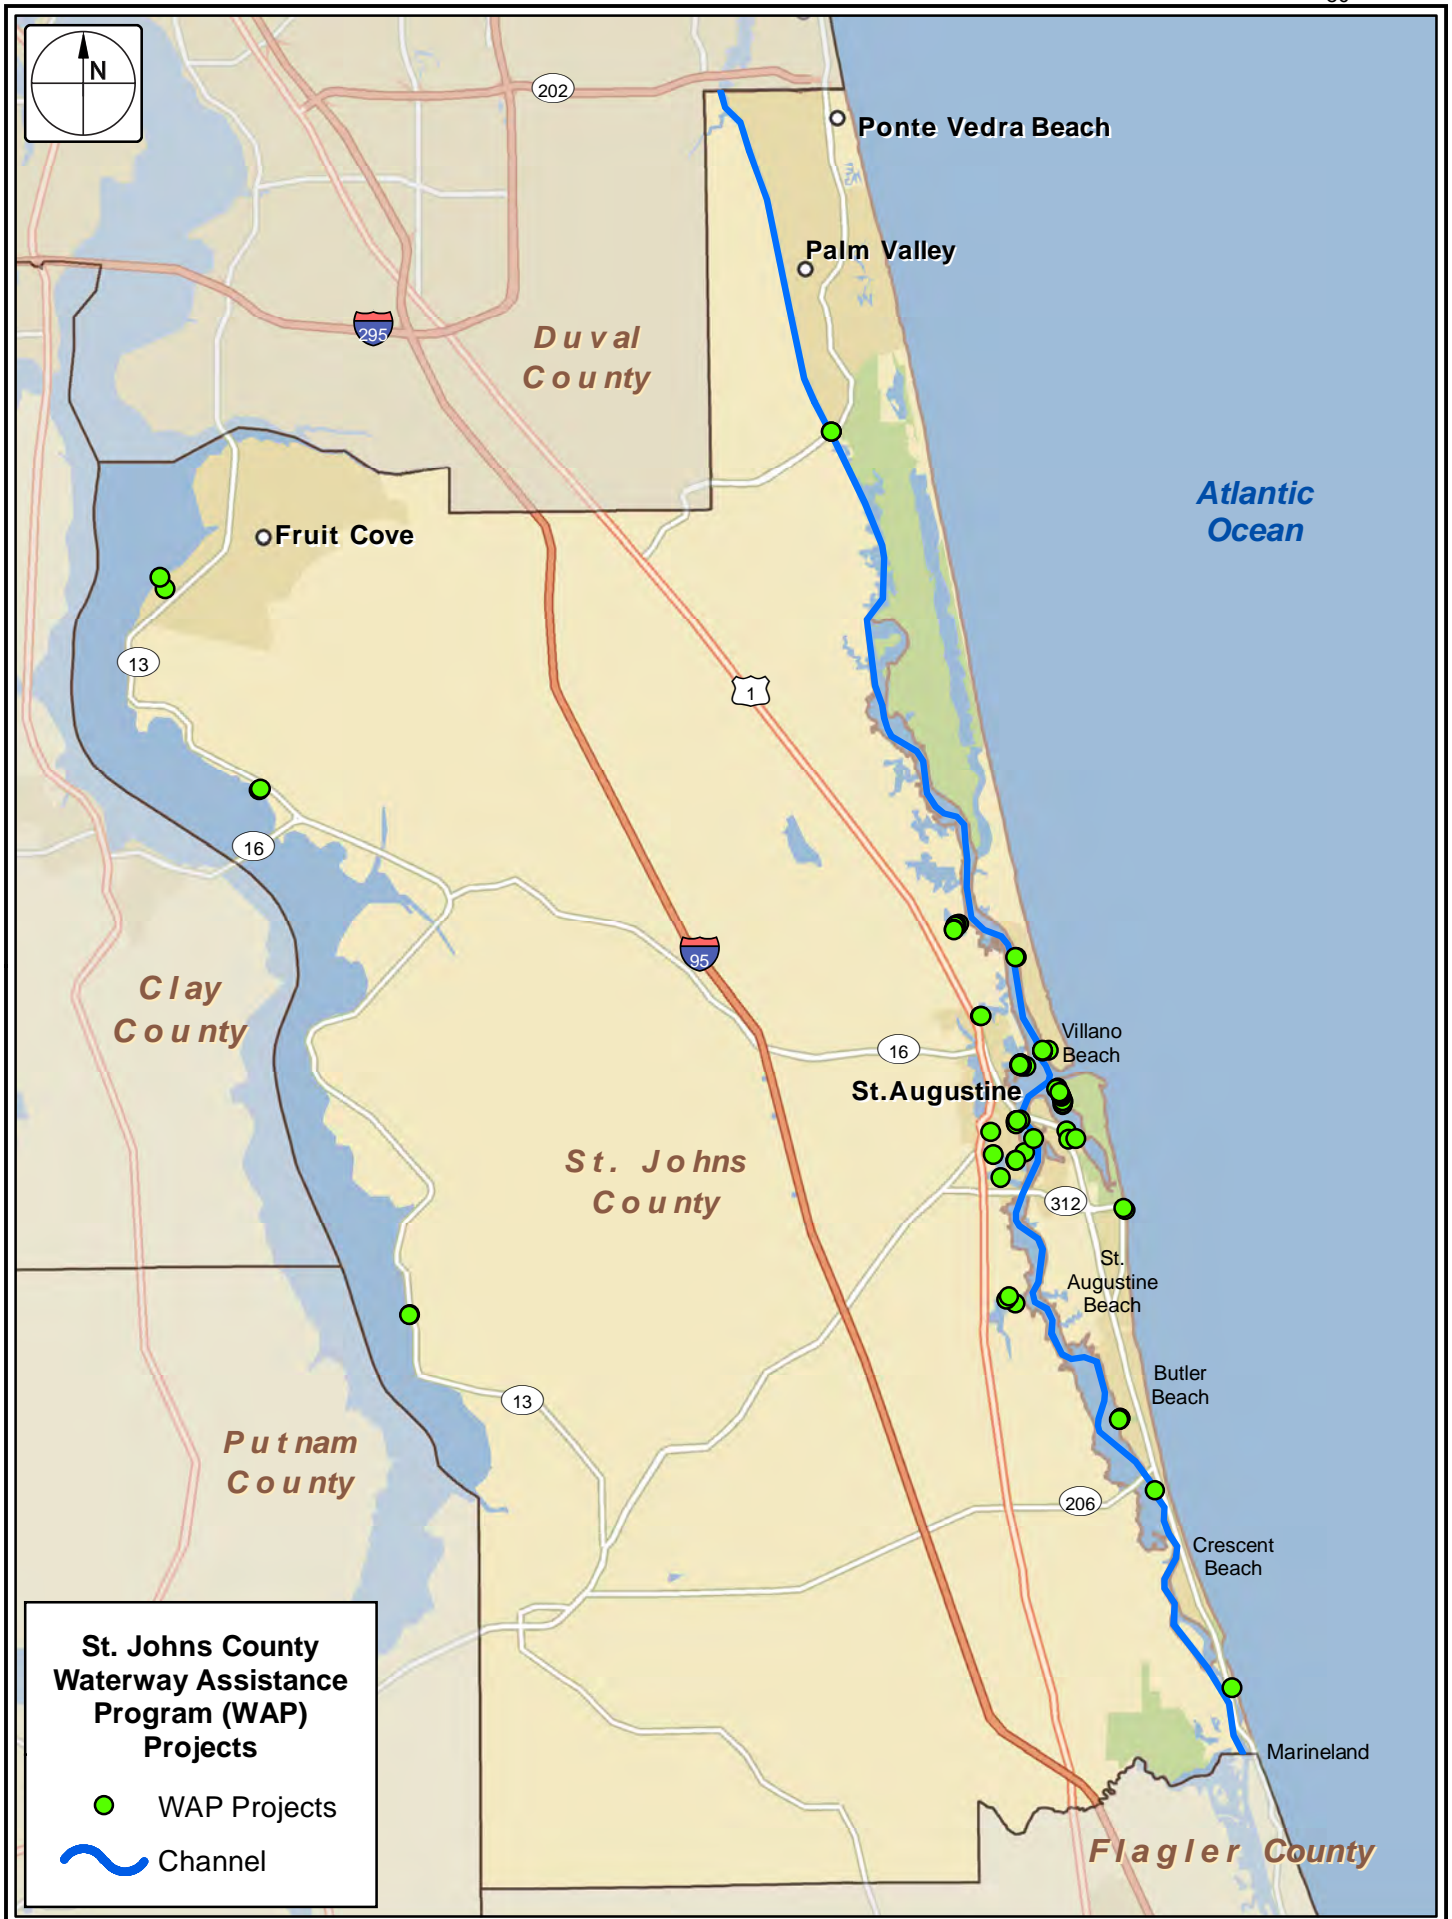 N
202
Ponte Vedra Beach
Palm Valley
295
Duval
County
Atlantic
Ocean
Fruit Cove
13
1
16
95
Clay
County
16
Villano
Beach
St.Augustine
St. Johns
County
312
St.
Augustine
Beach
Butler
Beach
13
Putnam
County
206
Crescent
Beach
St. Johns County
Waterway Assistance
Program (WAP)
Projects
WAP Projects
Channel
Marineland
Flagler County